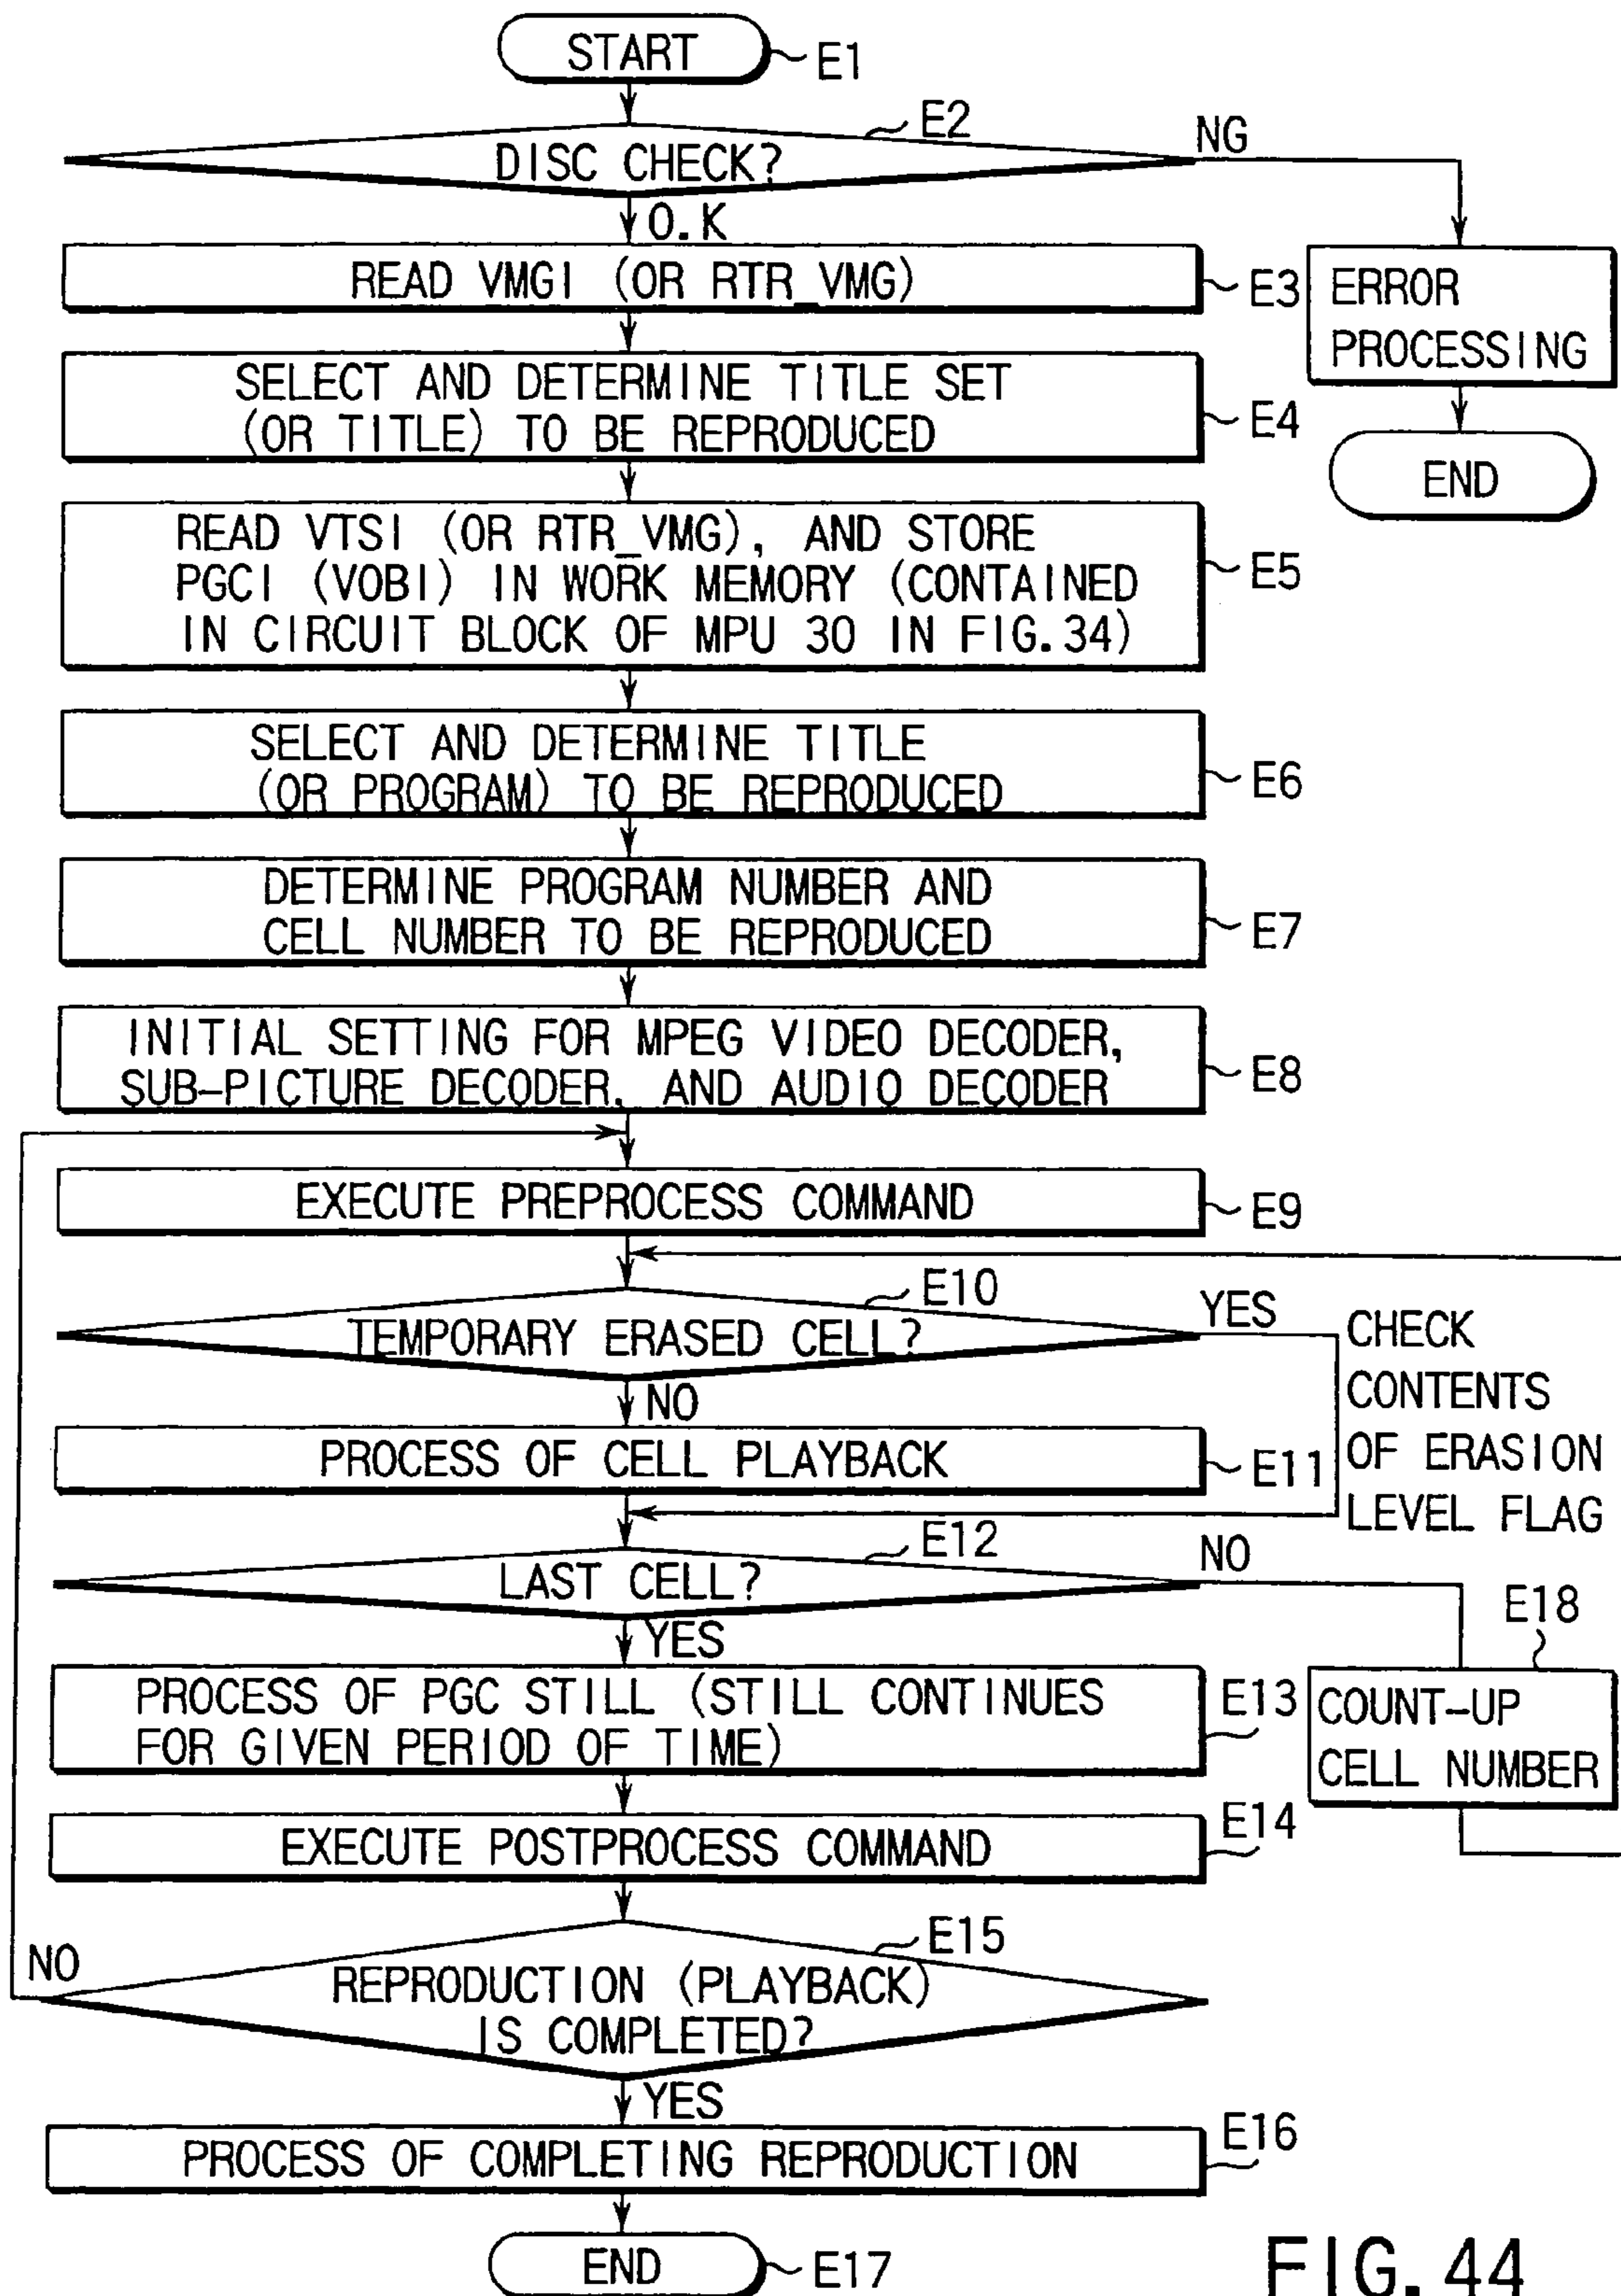 START
E1
E2
DISC CHECK?
NG
O.K
READ VMGI (OR RTR_VMG)
E3
ERROR
PROCESSING
END
SELECT AND DETERMINE TITLE SET
(OR TITLE) TO BE REPRODUCED
E4
READ VTSI (OR RTR_VMG), AND STORE
PGCI (VOBI) IN WORK MEMORY (CONTAINED
IN CIRCUIT BLOCK OF MPU 30 IN FIG.34)
E5
SELECT AND DETERMINE TITLE
(OR PROGRAM) TO BE REPRODUCED
E6
DETERMINE PROGRAM NUMBER AND
CELL NUMBER TO BE REPRODUCED
E7
INITIAL SETTING FOR MPEG VIDEO DECODER,
SUB-PICTURE DECODER, AND AUDIO DECODER
E8
EXECUTE PREPROCESS COMMAND
E9
E10
TEMPORARY ERASED CELL?
YES
CHECK
CONTENTS
OF ERASION
LEVEL FLAG
NO
PROCESS OF CELL PLAYBACK
E11
E12
LAST CELL?
NO
E18
COUNT-UP
CELL NUMBER
YES
PROCESS OF PGC STILL (STILL CONTINUES
FOR GIVEN PERIOD OF TIME)
E13
EXECUTE POSTPROCESS COMMAND
E14
E15
NO
REPRODUCTION (PLAYBACK)
IS COMPLETED?
YES
PROCESS OF COMPLETING REPRODUCTION
E16
END
E17
FIG. 44